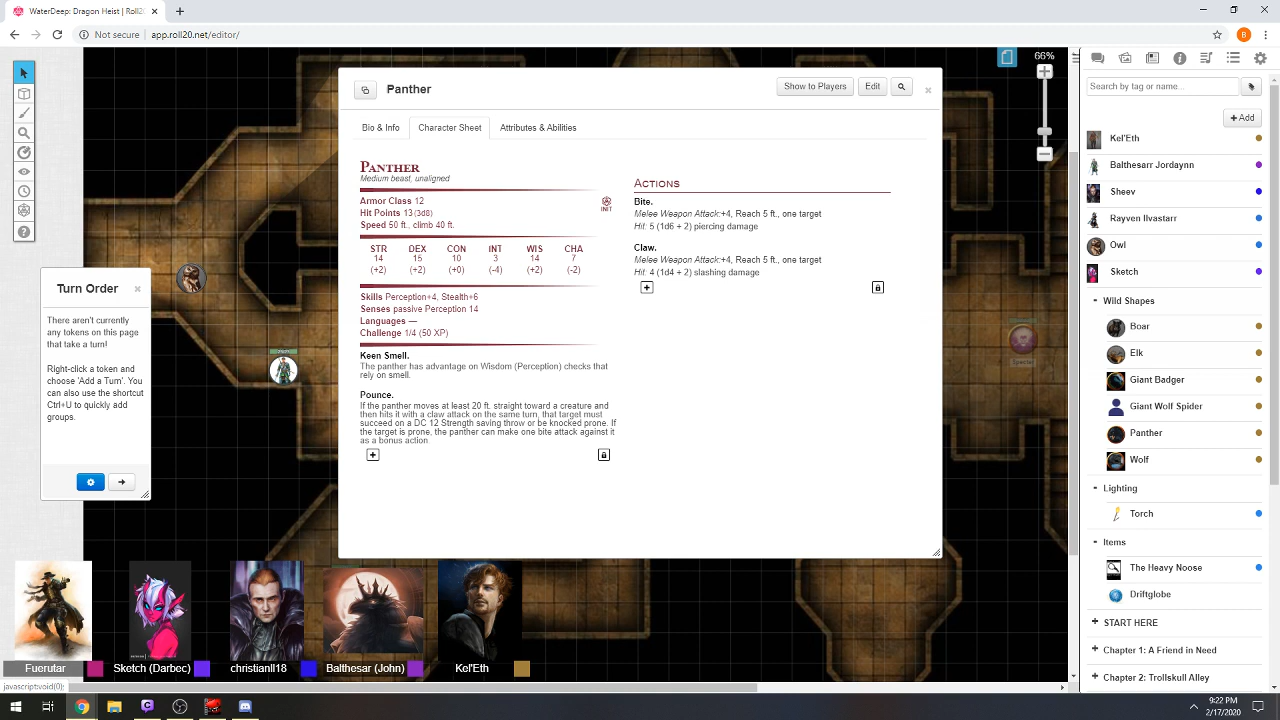 WaterDeep Dragon Heist | Roll20
Not secure | app.roll20.net/editor/
B
66%
Panther
Show to Players
Edit
Bio & Info
Character Sheet
Attributes & Abilities
PANTHER
Medium beast, unaligned
Armor Class 12
Hit Points 13 (3d8)
Speed 50 ft., climb 40 ft.
INIT
STR DEX CON INT WIS CHA
14 15 10 3 14 7
(+2) (+2) (+0) (-4) (+2) (-2)
Skills Perception+4, Stealth+6
Senses passive Perception 14
Languages —
Challenge 1/4 (50 XP)
Keen Smell.
The panther has advantage on Wisdom (Perception) checks that
rely on smell.
Pounce.
If the panther moves at least 20 ft. straight toward a creature and
then hits it with a claw attack on the same turn, that target must
succeed on a DC 12 Strength saving throw or be knocked prone. If
the target is prone, the panther can make one bite attack against it
as a bonus action
ACTIONS
Bite.
Melee Weapon Attack:+4, Reach 5 ft., one target
Hit: 5 (1d6 + 2) piercing damage
Claw.
Melee Weapon Attack:+4, Reach 5 ft., one target
Hit: 4 (1d4 + 2) slashing damage
Turn Order
There aren't currently
any tokens on this page
that take a turn!
Right-click a token and
choose 'Add a Turn'. You
can also use the shortcut
Ctrl+U to quickly add
groups.
Specter
Search by tag or name...
Add
Kel'Eth
Balthesarr Jordaynn
Sheev
Rayven Ilvastarr
Owl
Sketch
Wild Shapes
Boar
Elk
Giant Badger
Giant Wolf Spider
Panther
Wolf
Lighting
Torch
Items
The Heavy Noose
Driftglobe
START HERE
Chapter 1: A Friend in Need
Chapter 2: Trollskull Alley
Fuerutar
Sketch (Darbec)
christianll18
Balthesar (John)
Kel'Eth
javascript:void(0);
9:22 PM
2/17/2020